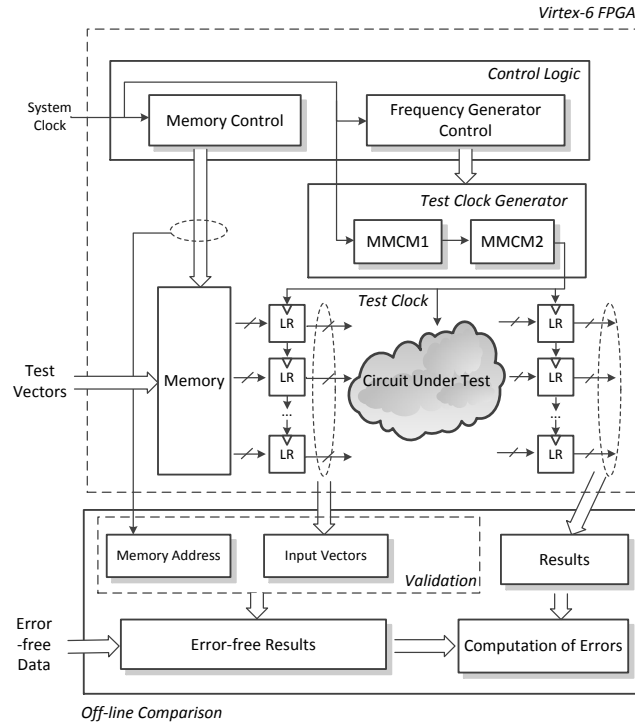 Virtex-6 FPGA
Control Logic
System
Clock
Memory Control
Frequency Generator
Control
Test Clock Generator
MMCM1
MMCM2
Test Clock
Test
Vectors
Memory
LR
LR
...
LR
Circuit Under Test
LR
LR
...
LR
Memory Address
Input Vectors
Validation
Results
Error
-free
Data
Error-free Results
Computation of Errors
Off-line Comparison